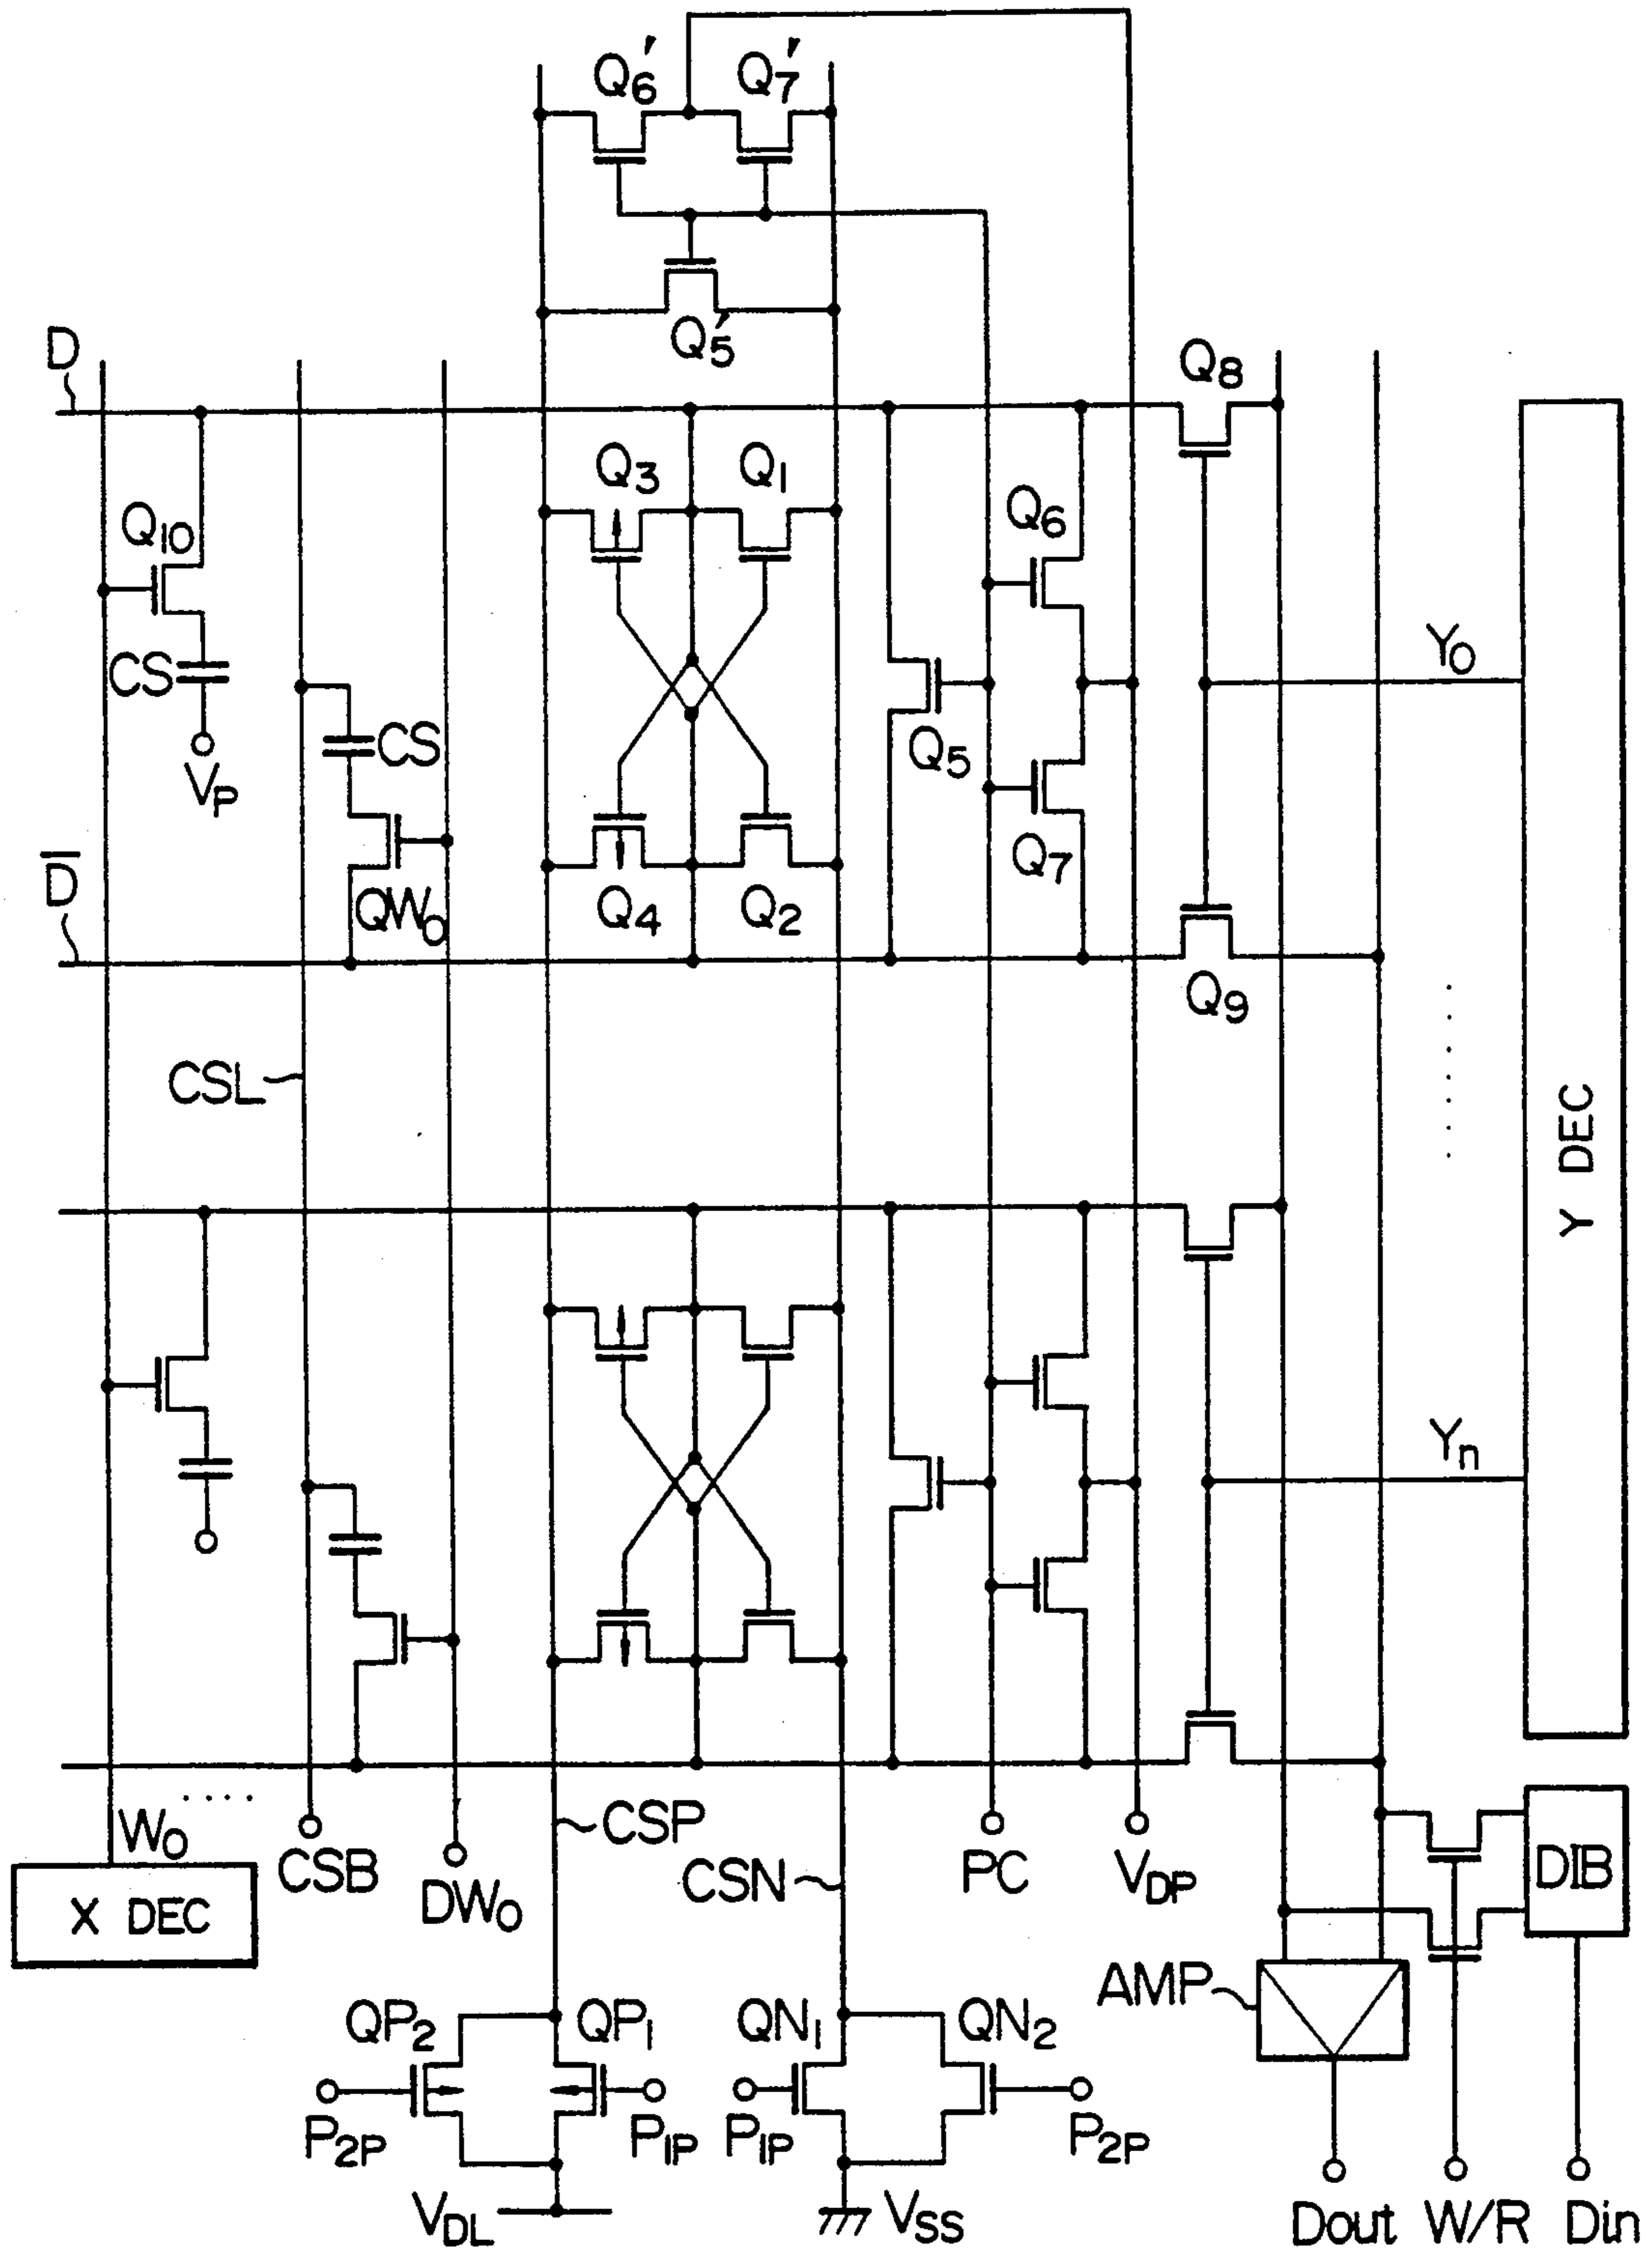 Q6′ Q7′
Q5′
D
Q8
Q3 Q1
Q10
Q6
CS
Y0
CS
Q5
VP
D̅
QW0
Q4 Q2
Q7
Q9
CSL
Y DEC
Yn
W0
CSB
DW0
CSP
CSN
PC
VDP
DIB
X DEC
AMP
QP2 QP1 QN1 QN2
P2P P1P P1P P2P
VDL
VSS
Dout W/R Din